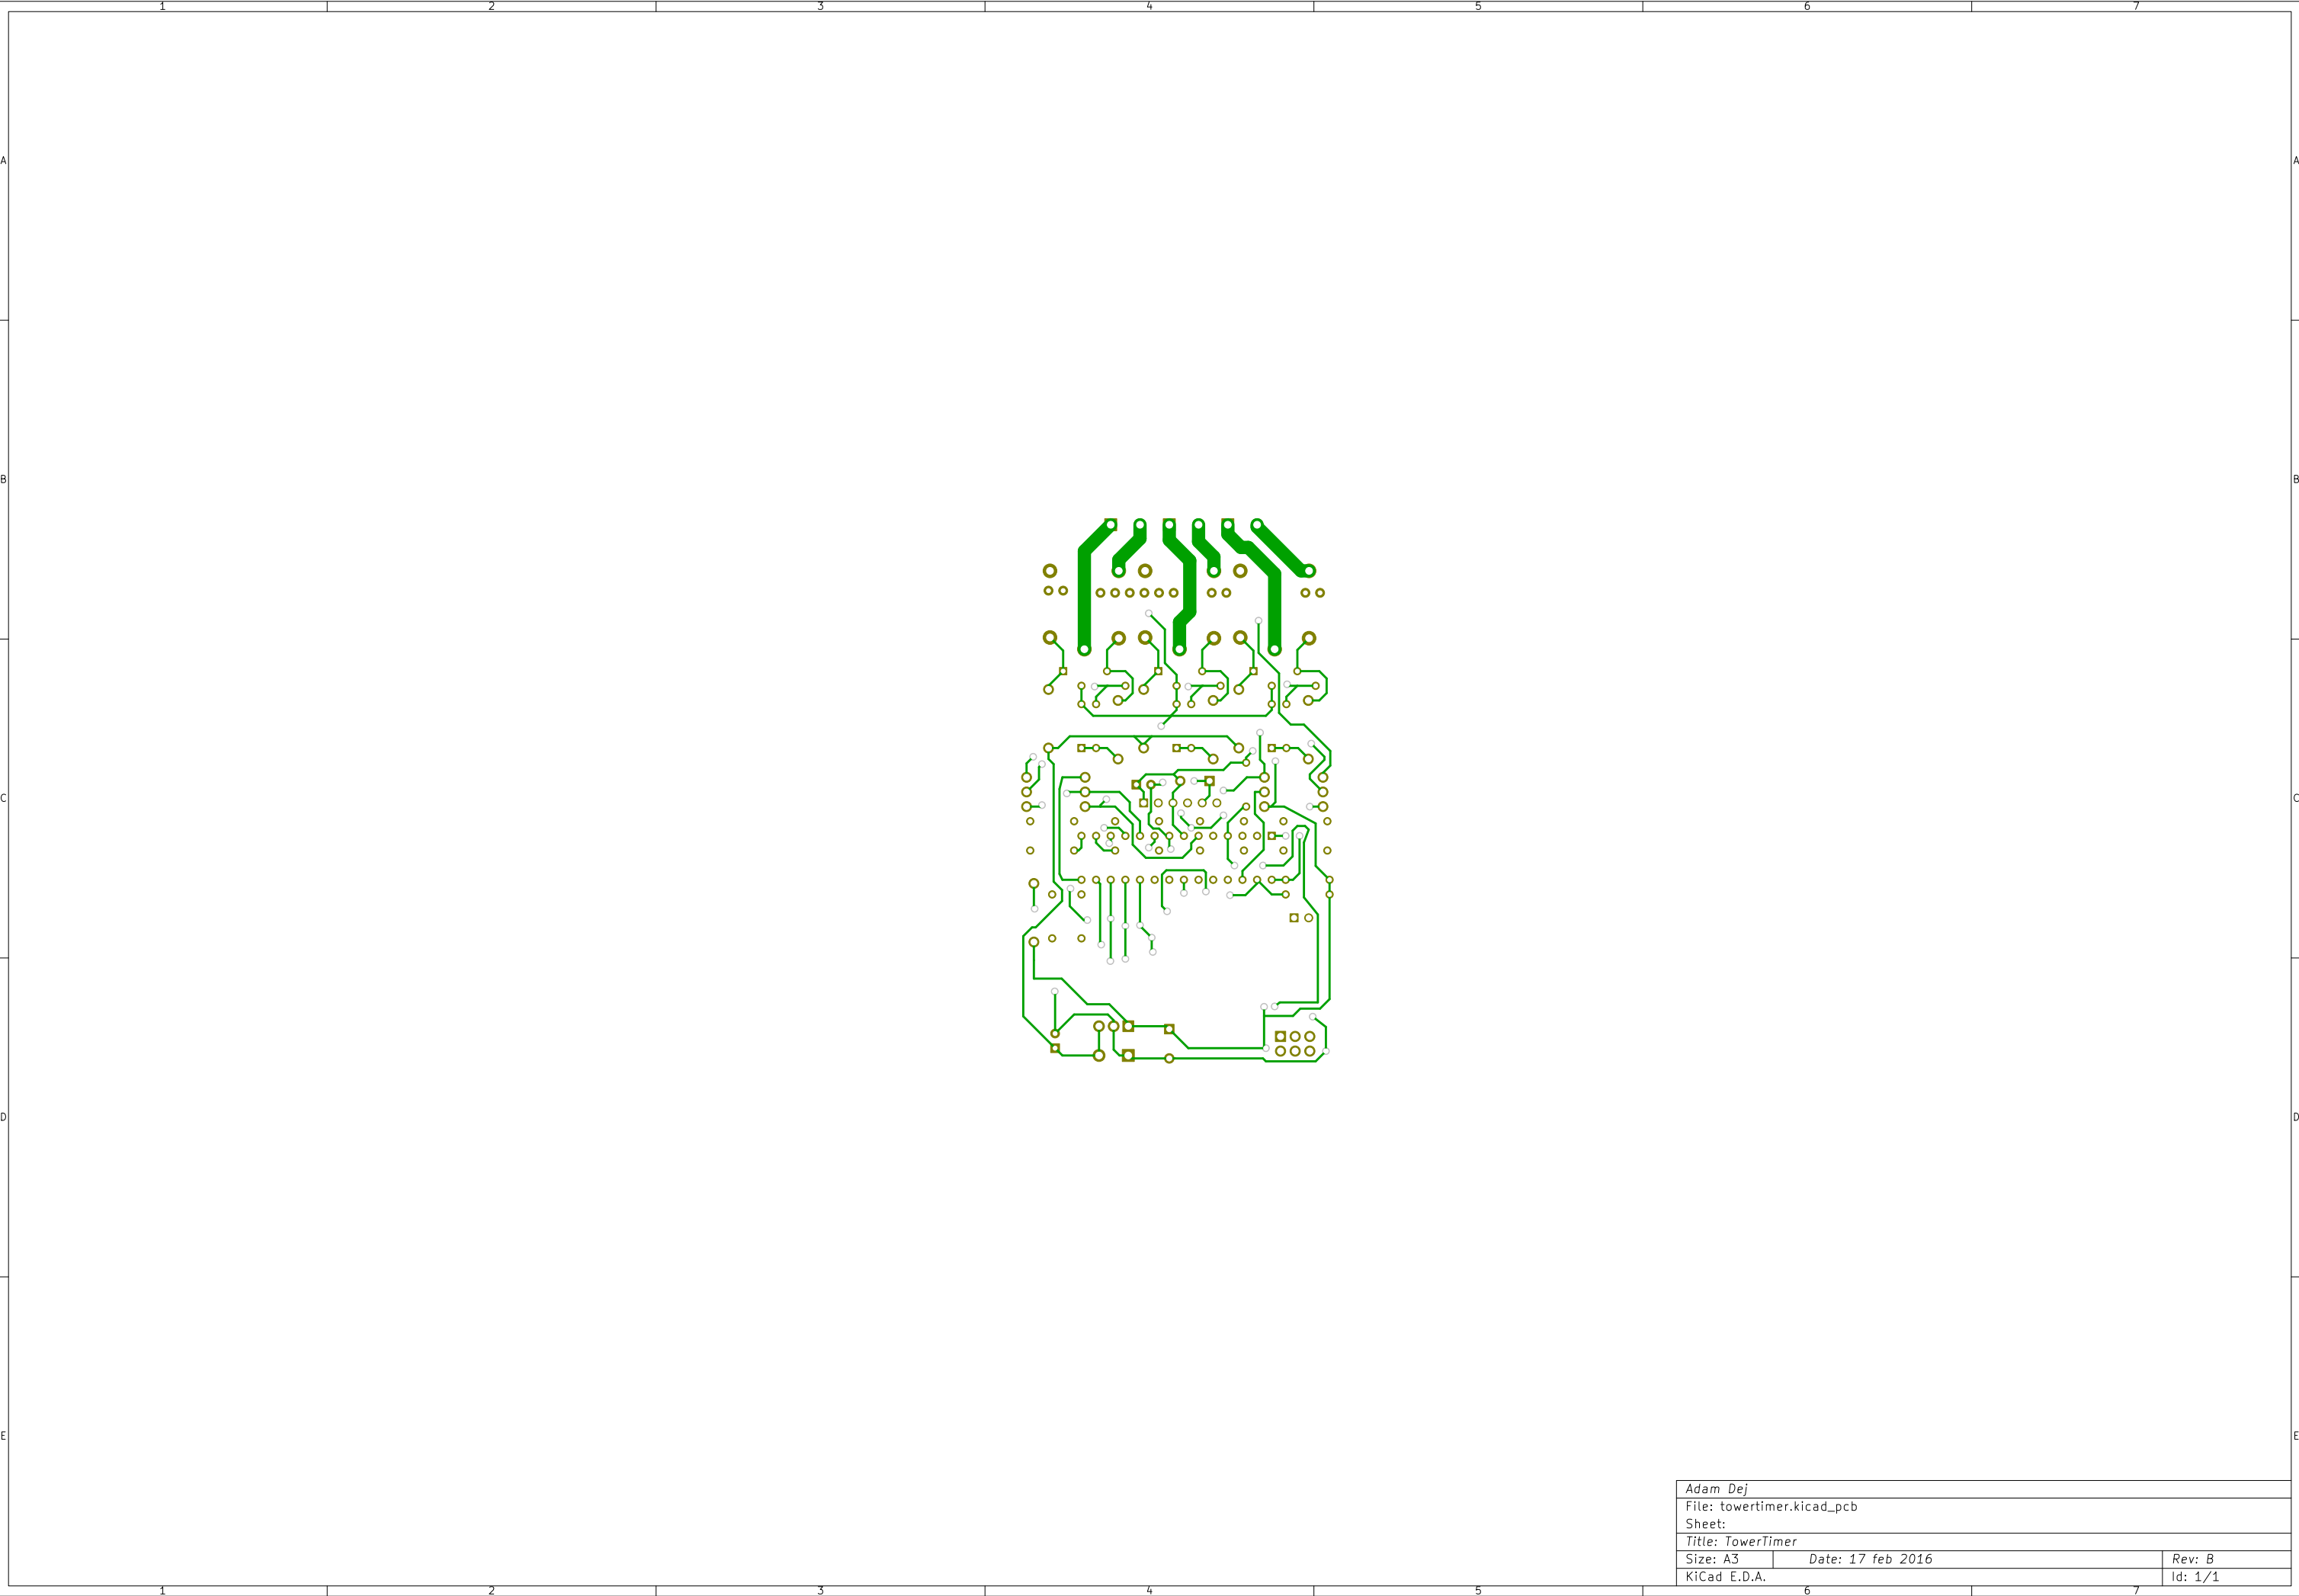 1 2 3 4 5 6 7
A A
B B
C C
D D
E E
Adam Dej
File: towertimer.kicad_pcb
Sheet:
Title: TowerTimer
Size: A3 Date: 17 feb 2016 Rev: B
KiCad E.D.A. Id: 1/1
1 2 3 4 5 6 7